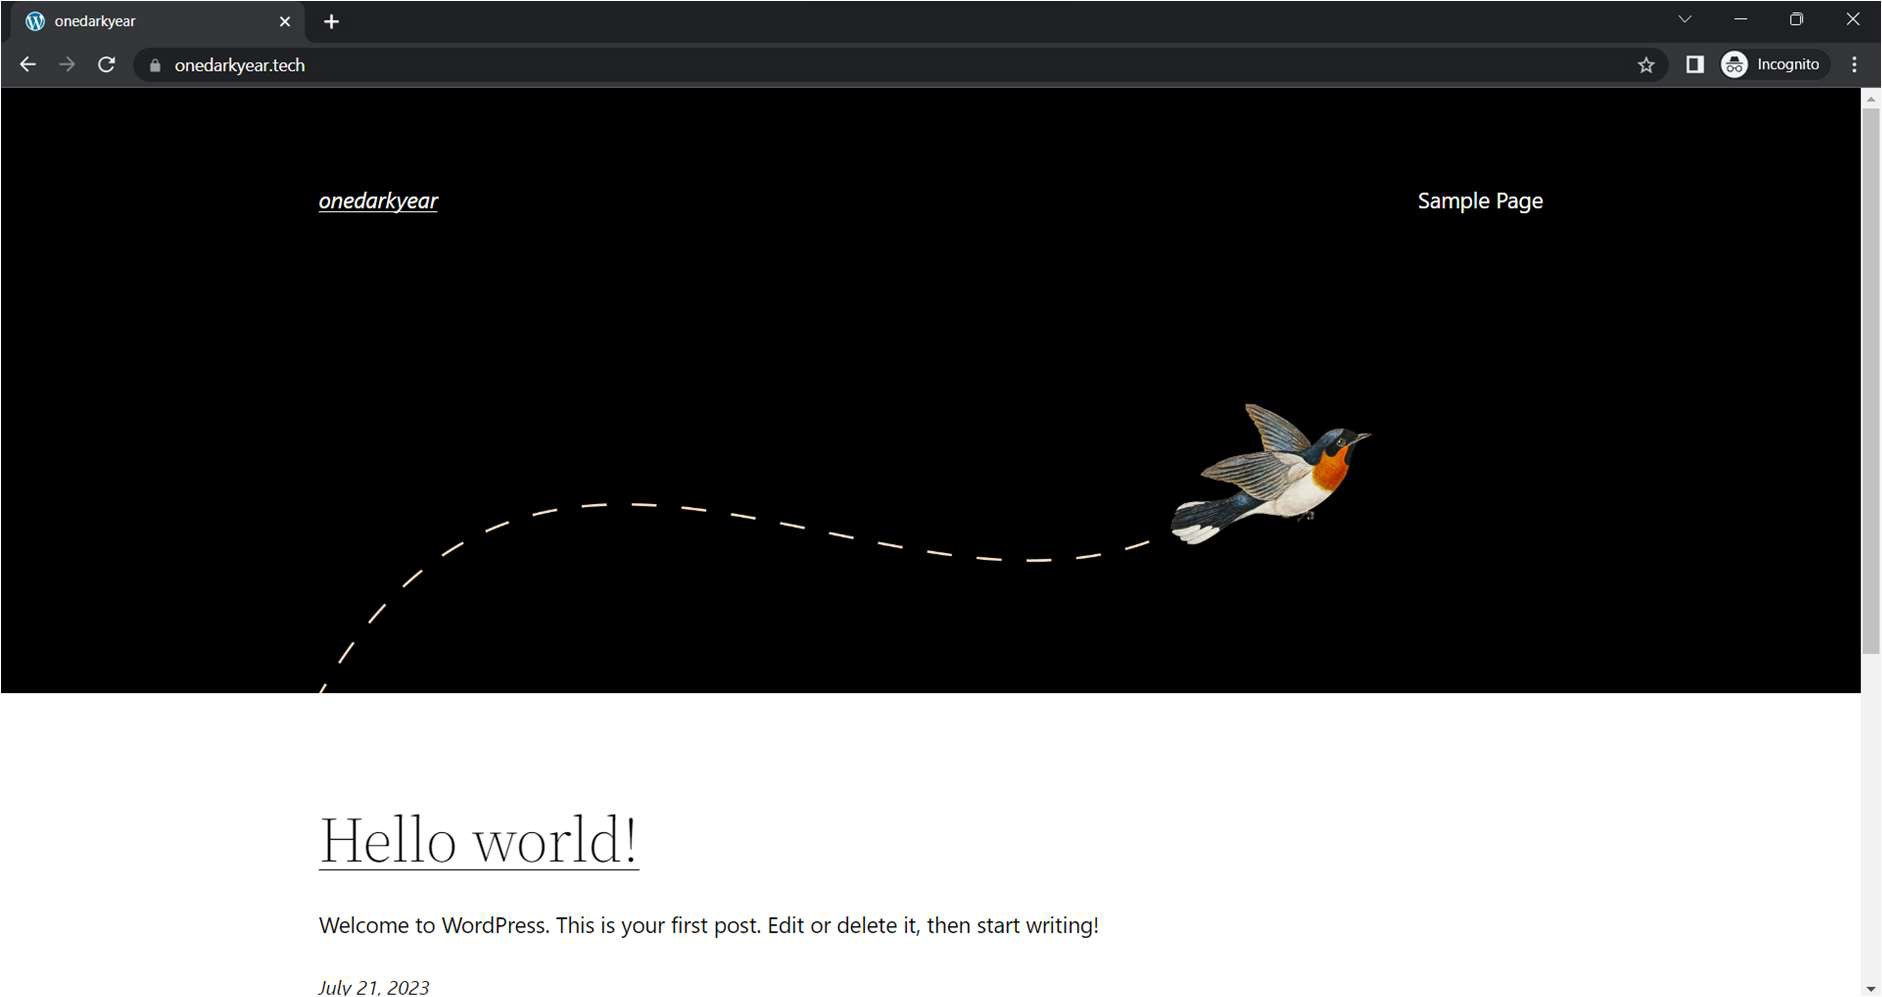 onedarkyear
onedarkyear.tech
Incognito
onedarkyear
Sample Page
Hello world!
Welcome to WordPress. This is your first post. Edit or delete it, then start writing!
July 21, 2023